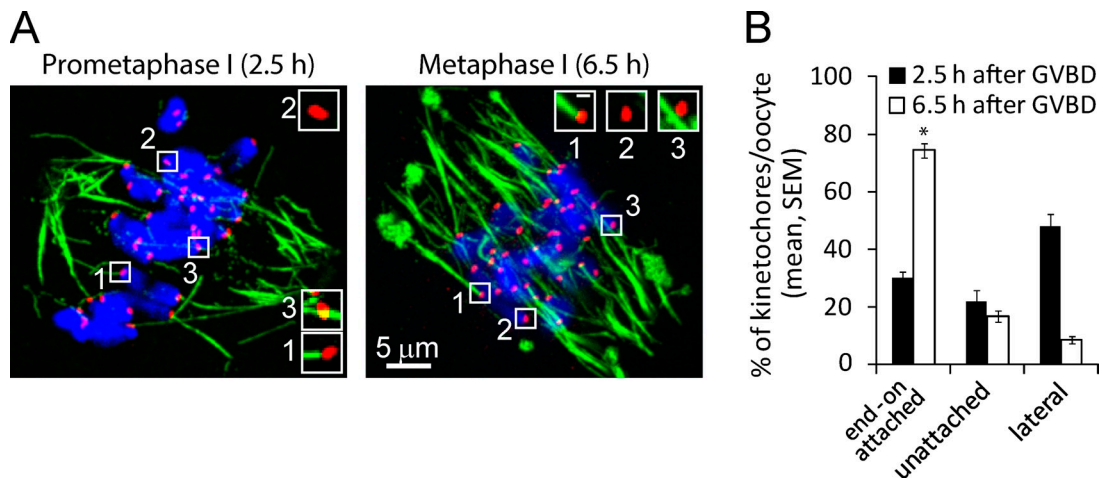 A
Prometaphase I (2.5 h)
2
2
3
1
3
1
Metaphase I (6.5 h)
1 2 3
3
1
2
5 μm
B
% of kinetochores/oocyte
(mean, SEM)
100
80
60
40
20
0
2.5 h after GVBD
6.5 h after GVBD
*
end-on
attached
unattached
lateral